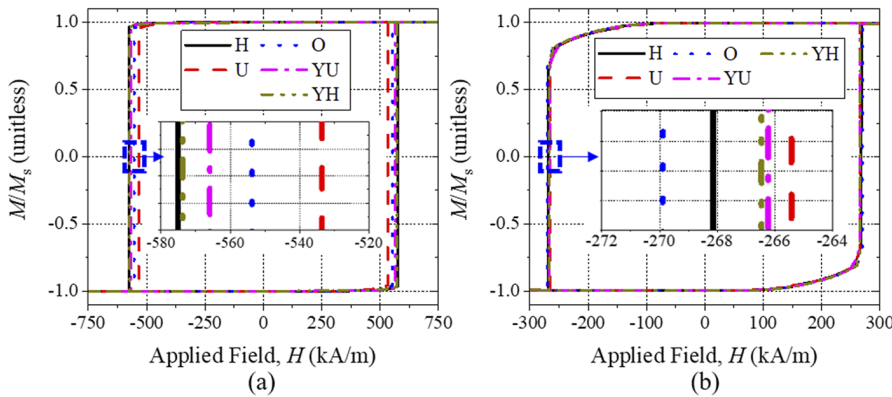 H O
U YU
YH
1.0
0.5
0.0
-0.5
-1.0
M/Ms (unitless)
-580 -560 -540 -520
-750 -500 -250 0 250 500 750
Applied Field, H (kA/m)
(a)
H O YH
U YU
1.0
0.5
0.0
-0.5
-1.0
M/Ms (unitless)
-272 -270 -268 -266 -264
-300 -200 -100 0 100 200 300
Applied Field, H (kA/m)
(b)